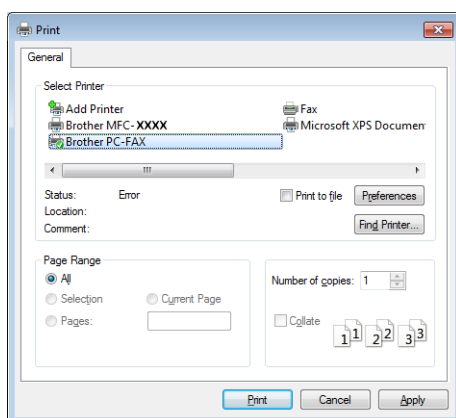 Print
General
Select Printer
Add Printer
Fax
Brother MFC-XXXX
Microsoft XPS Documen
Brother PC-FAX
Status: Error
Print to file
Preferences
Location:
Comment:
Find Printer...
Page Range
All
Number of copies: 1
Selection
Current Page
Pages:
Collate
1 1 2 2 3 3
Print
Cancel
Apply